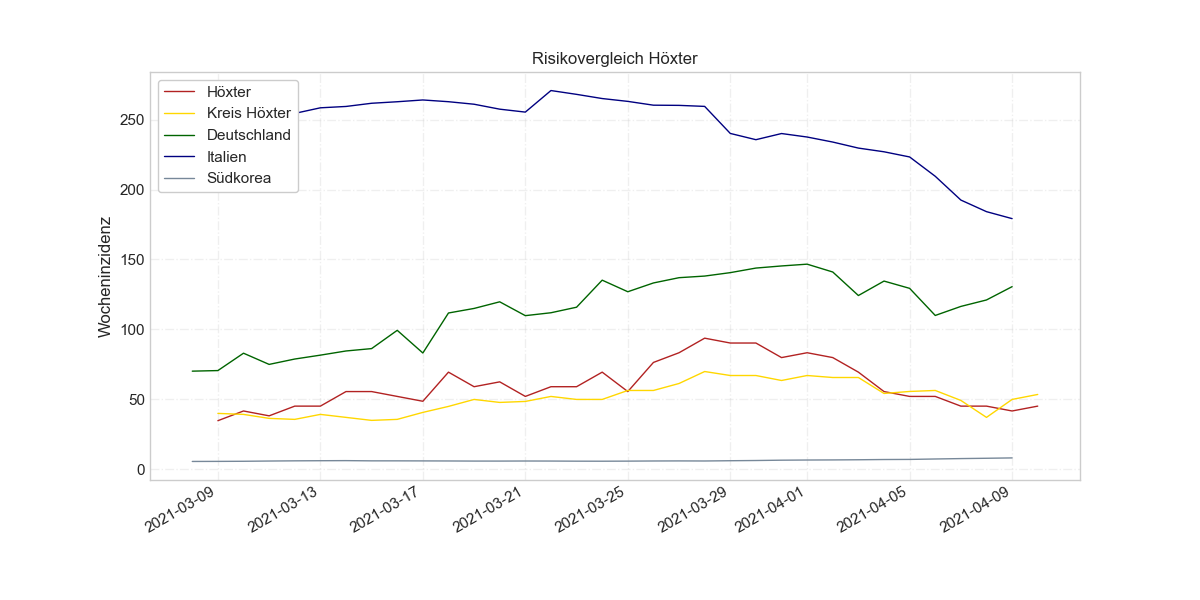 Risikovergleich Höxter
Höxter
Kreis Höxter
Deutschland
Italien
Südkorea
Wocheninzidenz
250
200
150
100
50
0
2021-03-09
2021-03-13
2021-03-17
2021-03-21
2021-03-25
2021-03-29
2021-04-01
2021-04-05
2021-04-09